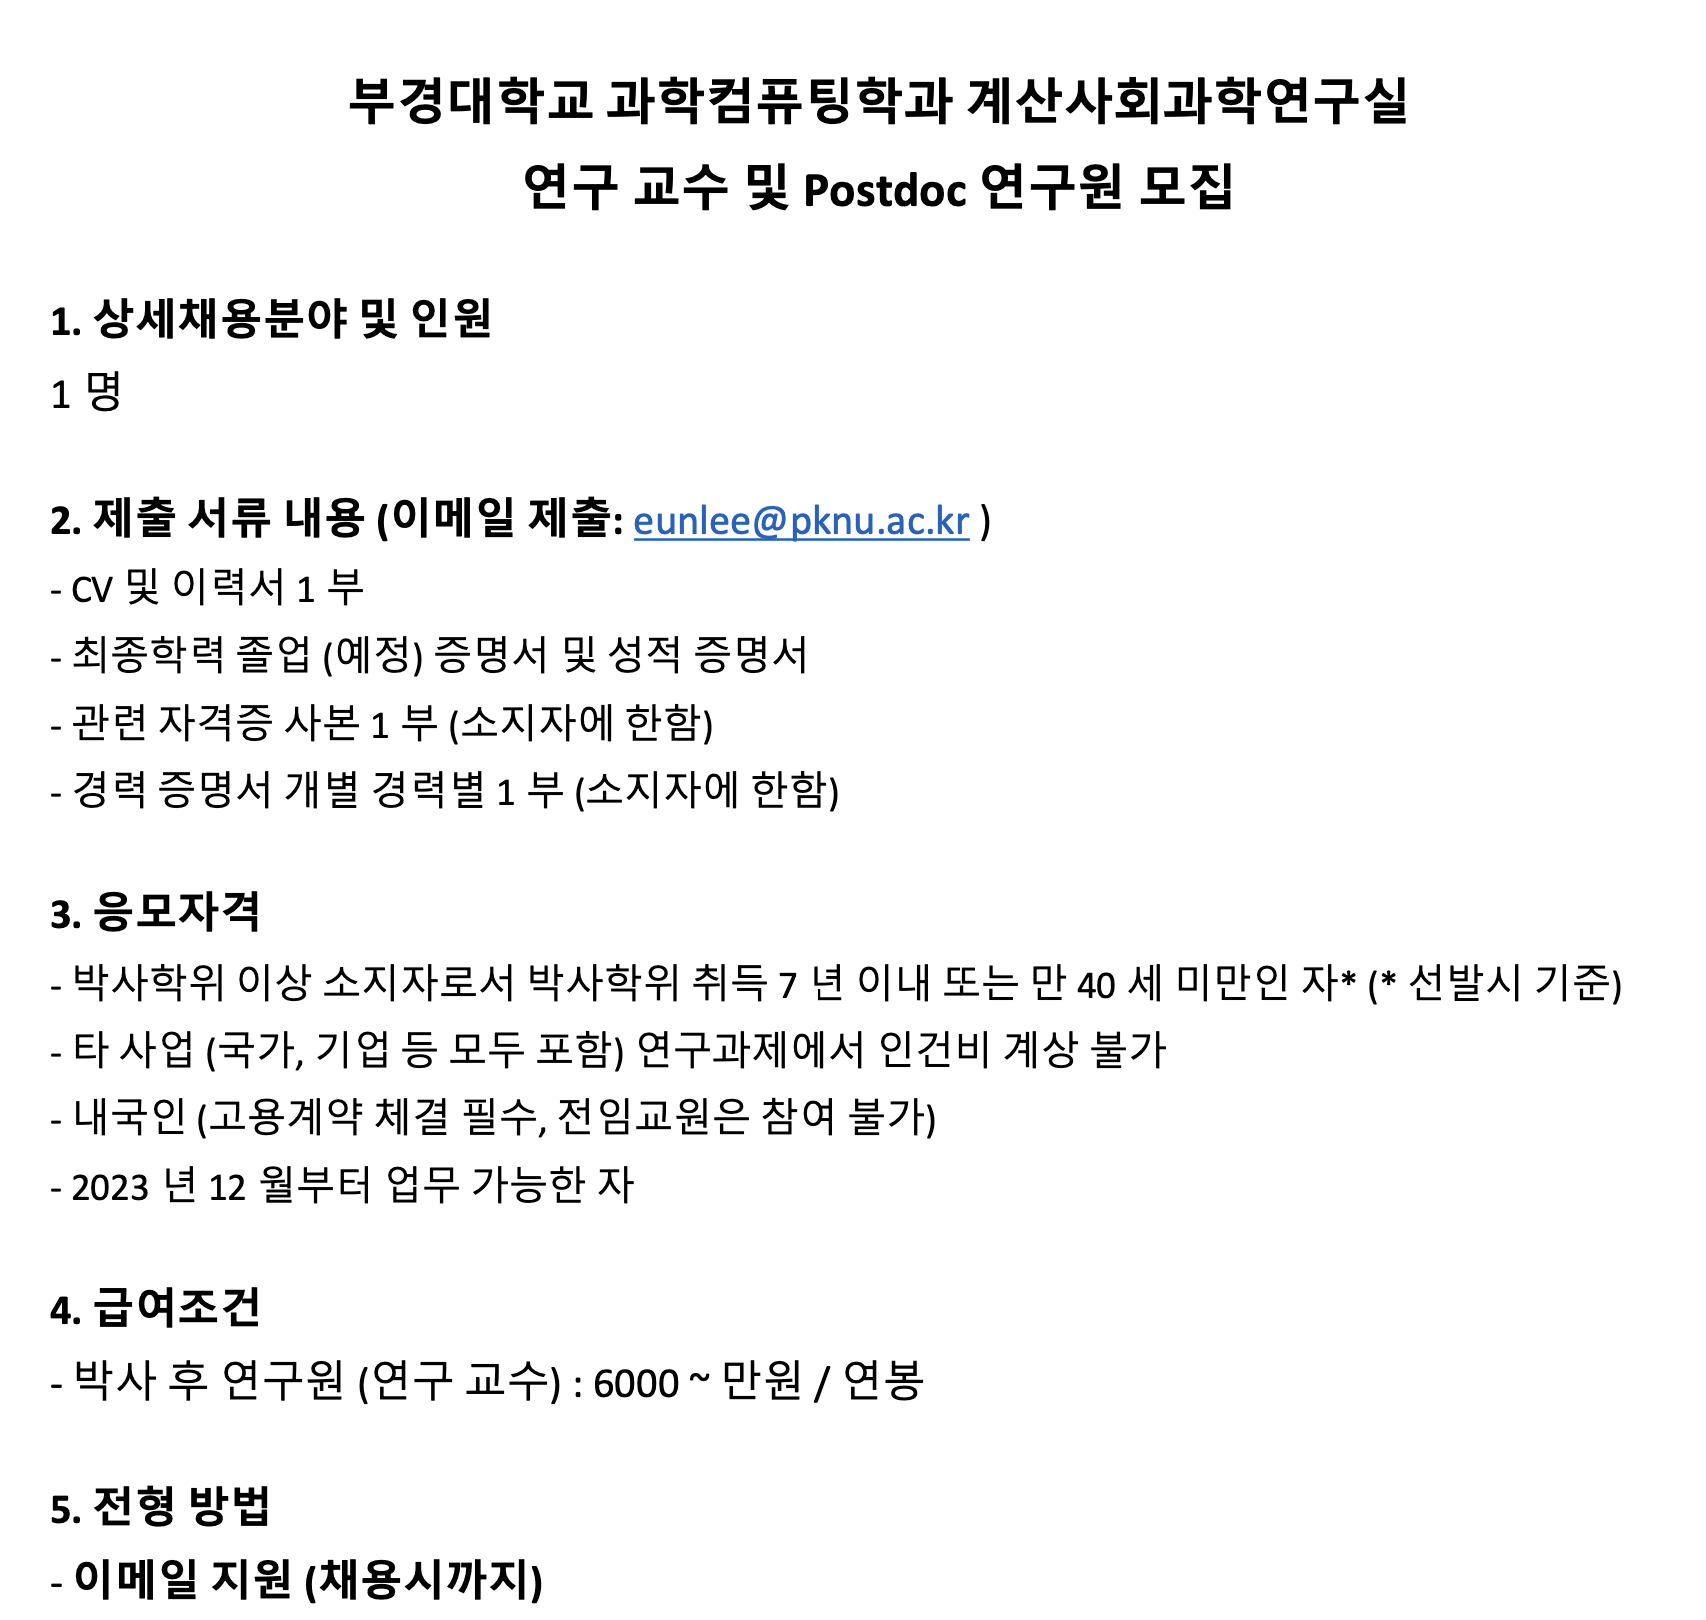 부경대학교 과학컴퓨팅학과 계산사회과학연구실
연구 교수 및 Postdoc 연구원 모집
1. 상세채용분야 및 인원
1 명
2. 제출 서류 내용 (이메일 제출: eunlee@pknu.ac.kr )
- CV 및 이력서 1 부
- 최종학력 졸업 (예정) 증명서 및 성적 증명서
- 관련 자격증 사본 1 부 (소지자에 한함)
- 경력 증명서 개별 경력별 1 부 (소지자에 한함)
3. 응모자격
- 박사학위 이상 소지자로서 박사학위 취득 7 년 이내 또는 만 40 세 미만인 자* (* 선발시 기준)
- 타 사업 (국가, 기업 등 모두 포함) 연구과제에서 인건비 계상 불가
- 내국인 (고용계약 체결 필수, 전임교원은 참여 불가)
- 2023 년 12 월부터 업무 가능한 자
4. 급여조건
- 박사 후 연구원 (연구 교수) : 6000 ~ 만원 / 연봉
5. 전형 방법
- 이메일 지원 (채용시까지)